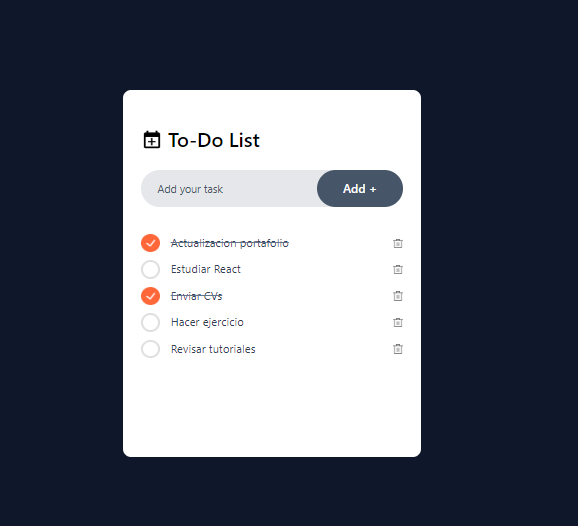 To-Do List
Add your task
Add +
Actualizacion portafolio
Estudiar React
Enviar CVs
Hacer ejercicio
Revisar tutoriales